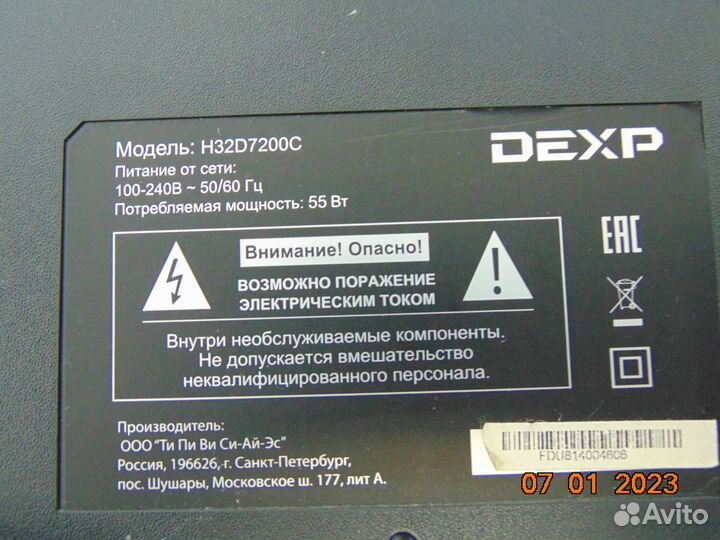 Модель: H32D7200C
DEXP
Питание от сети:
100-240В ~ 50/60 Гц
Потребляемая мощность: 55 Вт
Внимание! Опасно!
ВОЗМОЖНО ПОРАЖЕНИЕ
ЭЛЕКТРИЧЕСКИМ ТОКОМ
EAC
Внутри необслуживаемые компоненты.
Не допускается вмешательство
неквалифицированного персонала.
Производитель:
ООО "Ти Пи Ви Си-Ай-Эс"
Россия, 196626, г. Санкт-Петербург,
пос. Шушары, Московское ш. 177, лит А.
FDLI814004606
07 01 2023
Avito